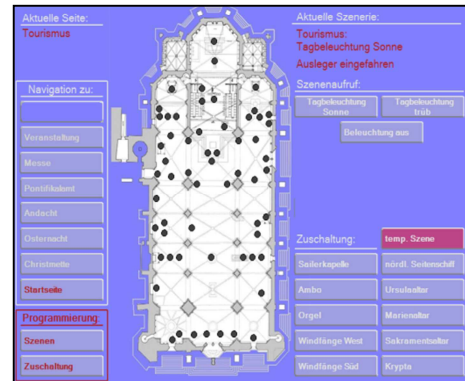 Aktuelle Seite:
Tourismus
Navigation zu:
Veranstaltung
Messe
Pontifikalamt
Andacht
Osternacht
Christmette
Startseite
Programmierung:
Szenen
Zuschaltung
Aktuelle Szenerie:
Tourismus:
Tagbeleuchtung Sonne
Ausleger eingefahren
Szenenaufruf:
Tagbeleuchtung
Sonne
Tagbeleuchtung
trüb
Beleuchtung aus
Zuschaltung:
temp. Szene
Sailerkapelle
nördl. Seitenschiff
Ambo
Ursulaaltar
Orgel
Marienaltar
Windfänge West
Sakramentsaltar
Windfänge Süd
Krypta